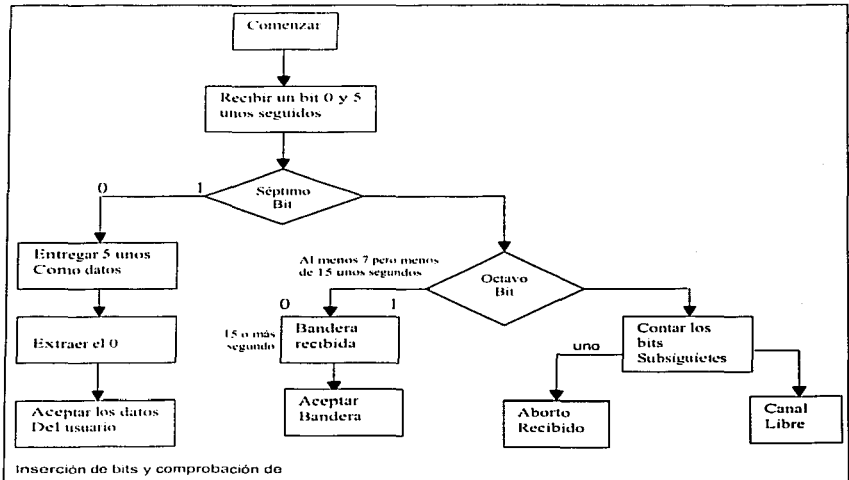 Comenzar
Recibir un bit 0 y 5
unos seguidos
Séptimo
Bit
0
1
Entregar 5 unos
Como datos
Extraer el 0
Aceptar los datos
Del usuario
Al menos 7 pero menos
de 15 unos segundos
Octavo
Bit
0
1
15 o más
segundo
Bandera
recibida
Aceptar
Bandera
Contar los
bits
Subsíguietes
uno
Aborto
Recibido
Canal
Libre
Inserción de bits y comprobación de